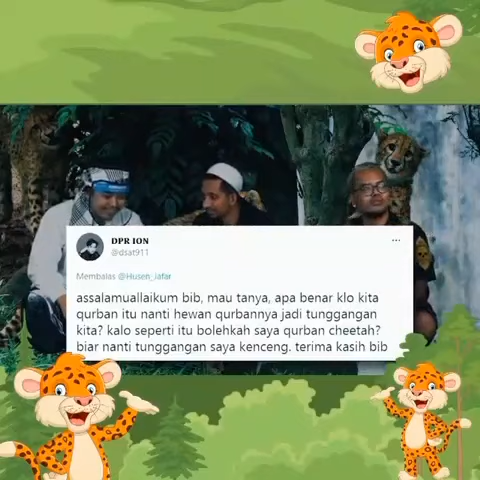 DPR ION
@dsat911
Membalas @Husen_Jafar
assalamuallaikum bib, mau tanya, apa benar klo kita
qurban itu nanti hewan qurbannya jadi tunggangan
kita? kalo seperti itu bolehkah saya qurban cheetah?
biar nanti tunggangan saya kenceng. terima kasih bib